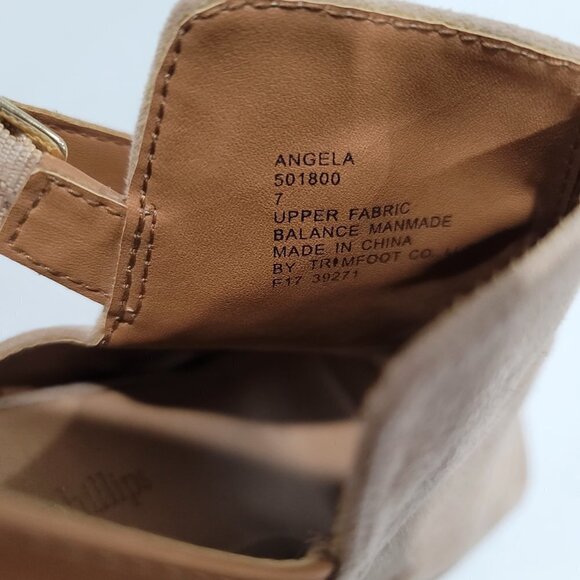 ANGELA
501800
7
UPPER FABRIC
BALANCE MANMADE
MADE IN CHINA
BY TRIMFOOT CO.
F17 39271